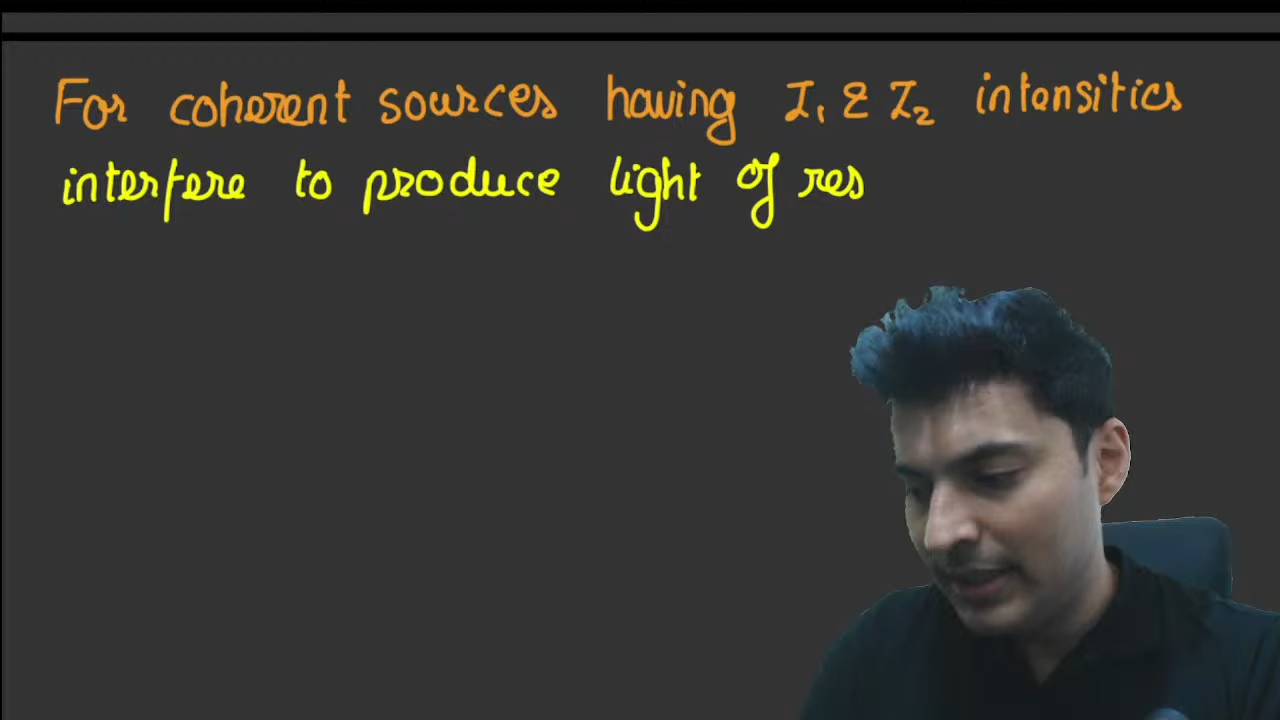 For coherent sources having I₁ & I₂ intensities
interfere to produce light of res